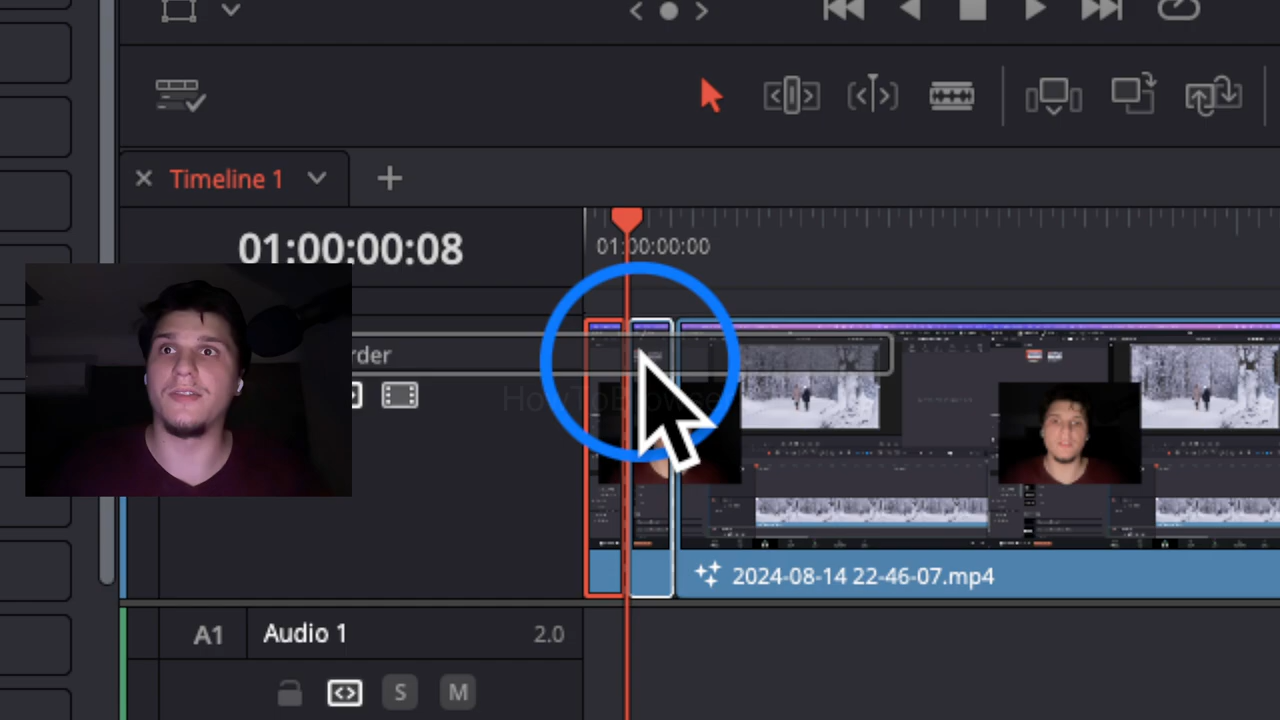 Timeline 1
01:00:00:08
01:00:00:00
rder
HowToBrowser
2024-08-14 22-46-07.mp4
A1 Audio 1 2.0
S M